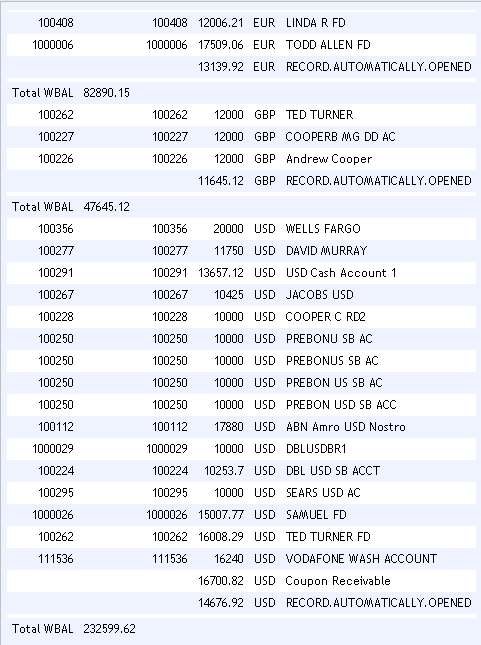 100408 100408 12006.21 EUR LINDA R FD
1000006 1000006 17509.06 EUR TODD ALLEN FD
13139.92 EUR RECORD.AUTOMATICALLY.OPENED
Total WBAL 82890.15
100262 100262 12000 GBP TED TURNER
100227 100227 12000 GBP COOPERB MG DD AC
100226 100226 12000 GBP Andrew Cooper
11645.12 GBP RECORD.AUTOMATICALLY.OPENED
Total WBAL 47645.12
100356 100356 20000 USD WELLS FARGO
100277 100277 11750 USD DAVID MURRAY
100291 100291 13657.12 USD USD Cash Account 1
100267 100267 10425 USD JACOBS USD
100228 100228 10000 USD COOPER C RD2
100250 100250 10000 USD PREBONU SB AC
100250 100250 10000 USD PREBONUS SB AC
100250 100250 10000 USD PREBON US SB AC
100250 100250 10000 USD PREBON USD SB ACC
100112 100112 17880 USD ABN Amro USD Nostro
1000029 1000029 10000 USD DBLUSDBR1
100224 100224 10253.7 USD DBL USD SB ACCT
100295 100295 10000 USD SEARS USD AC
1000026 1000026 15007.77 USD SAMUEL FD
100262 100262 16008.29 USD TED TURNER FD
111536 111536 16240 USD VODAFONE WASH ACCOUNT
16700.82 USD Coupon Receivable
14676.92 USD RECORD.AUTOMATICALLY.OPENED
Total WBAL 232599.62